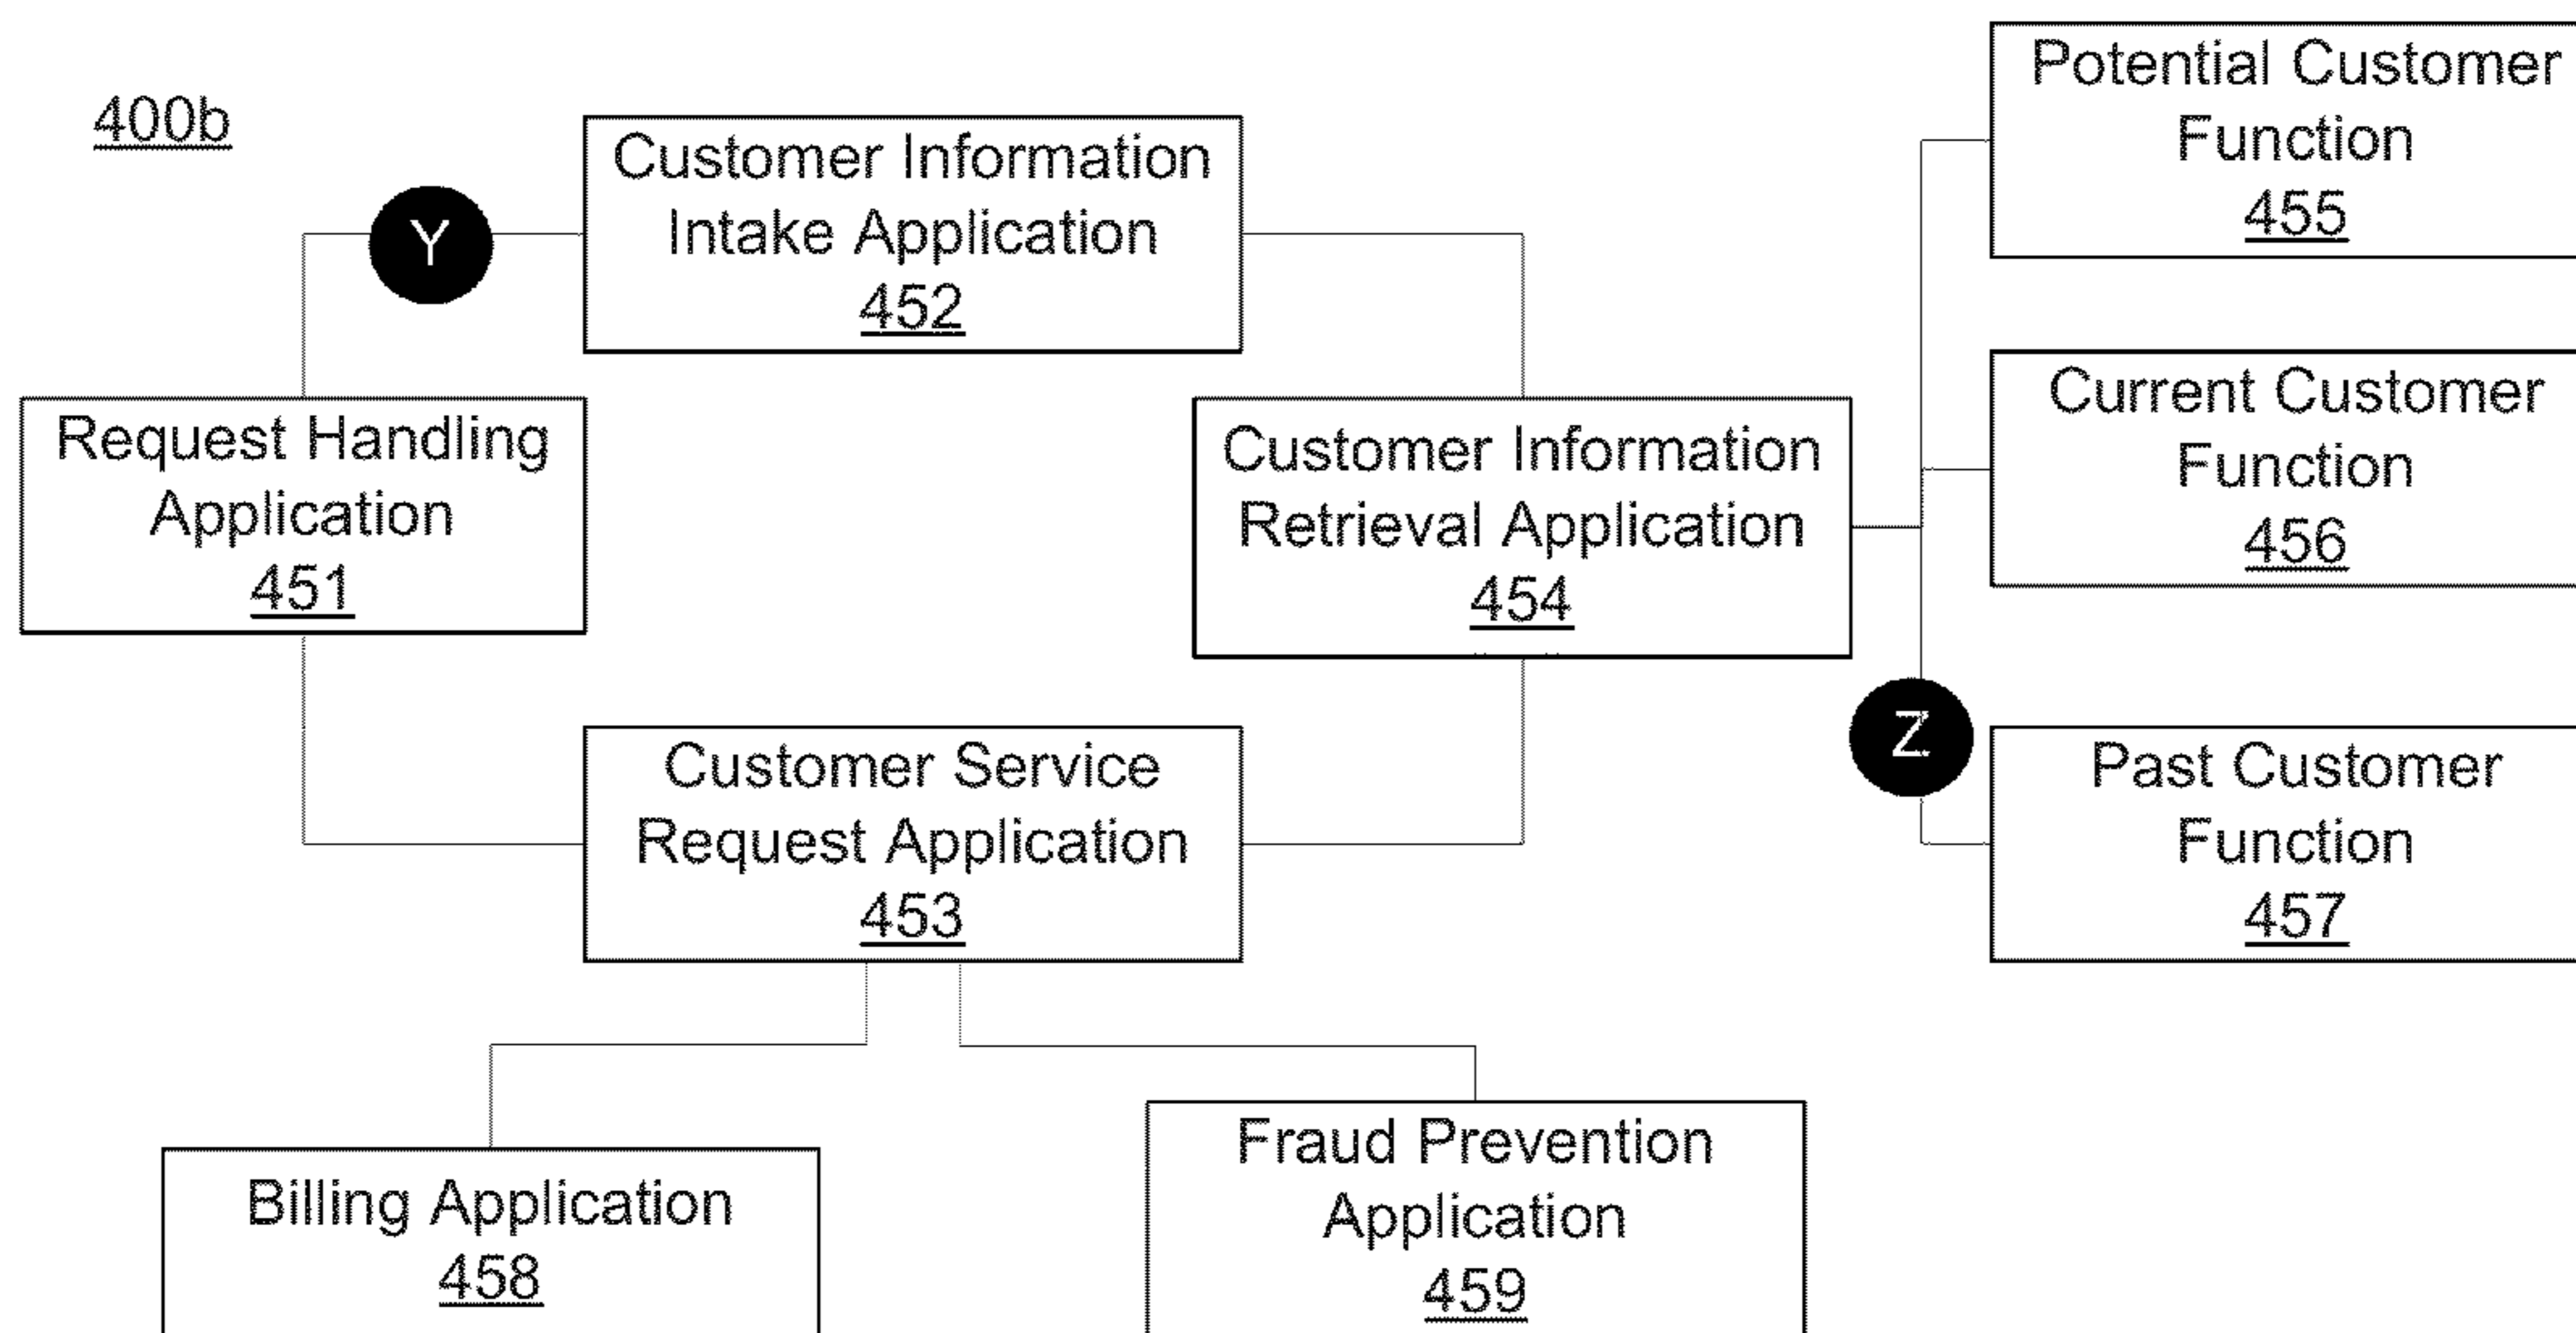 400b
Y
Customer Information
Intake Application
452
Request Handling
Application
451
Customer Service
Request Application
453
Customer Information
Retrieval Application
454
Potential Customer
Function
455
Current Customer
Function
456
Z
Past Customer
Function
457
Billing Application
458
Fraud Prevention
Application
459